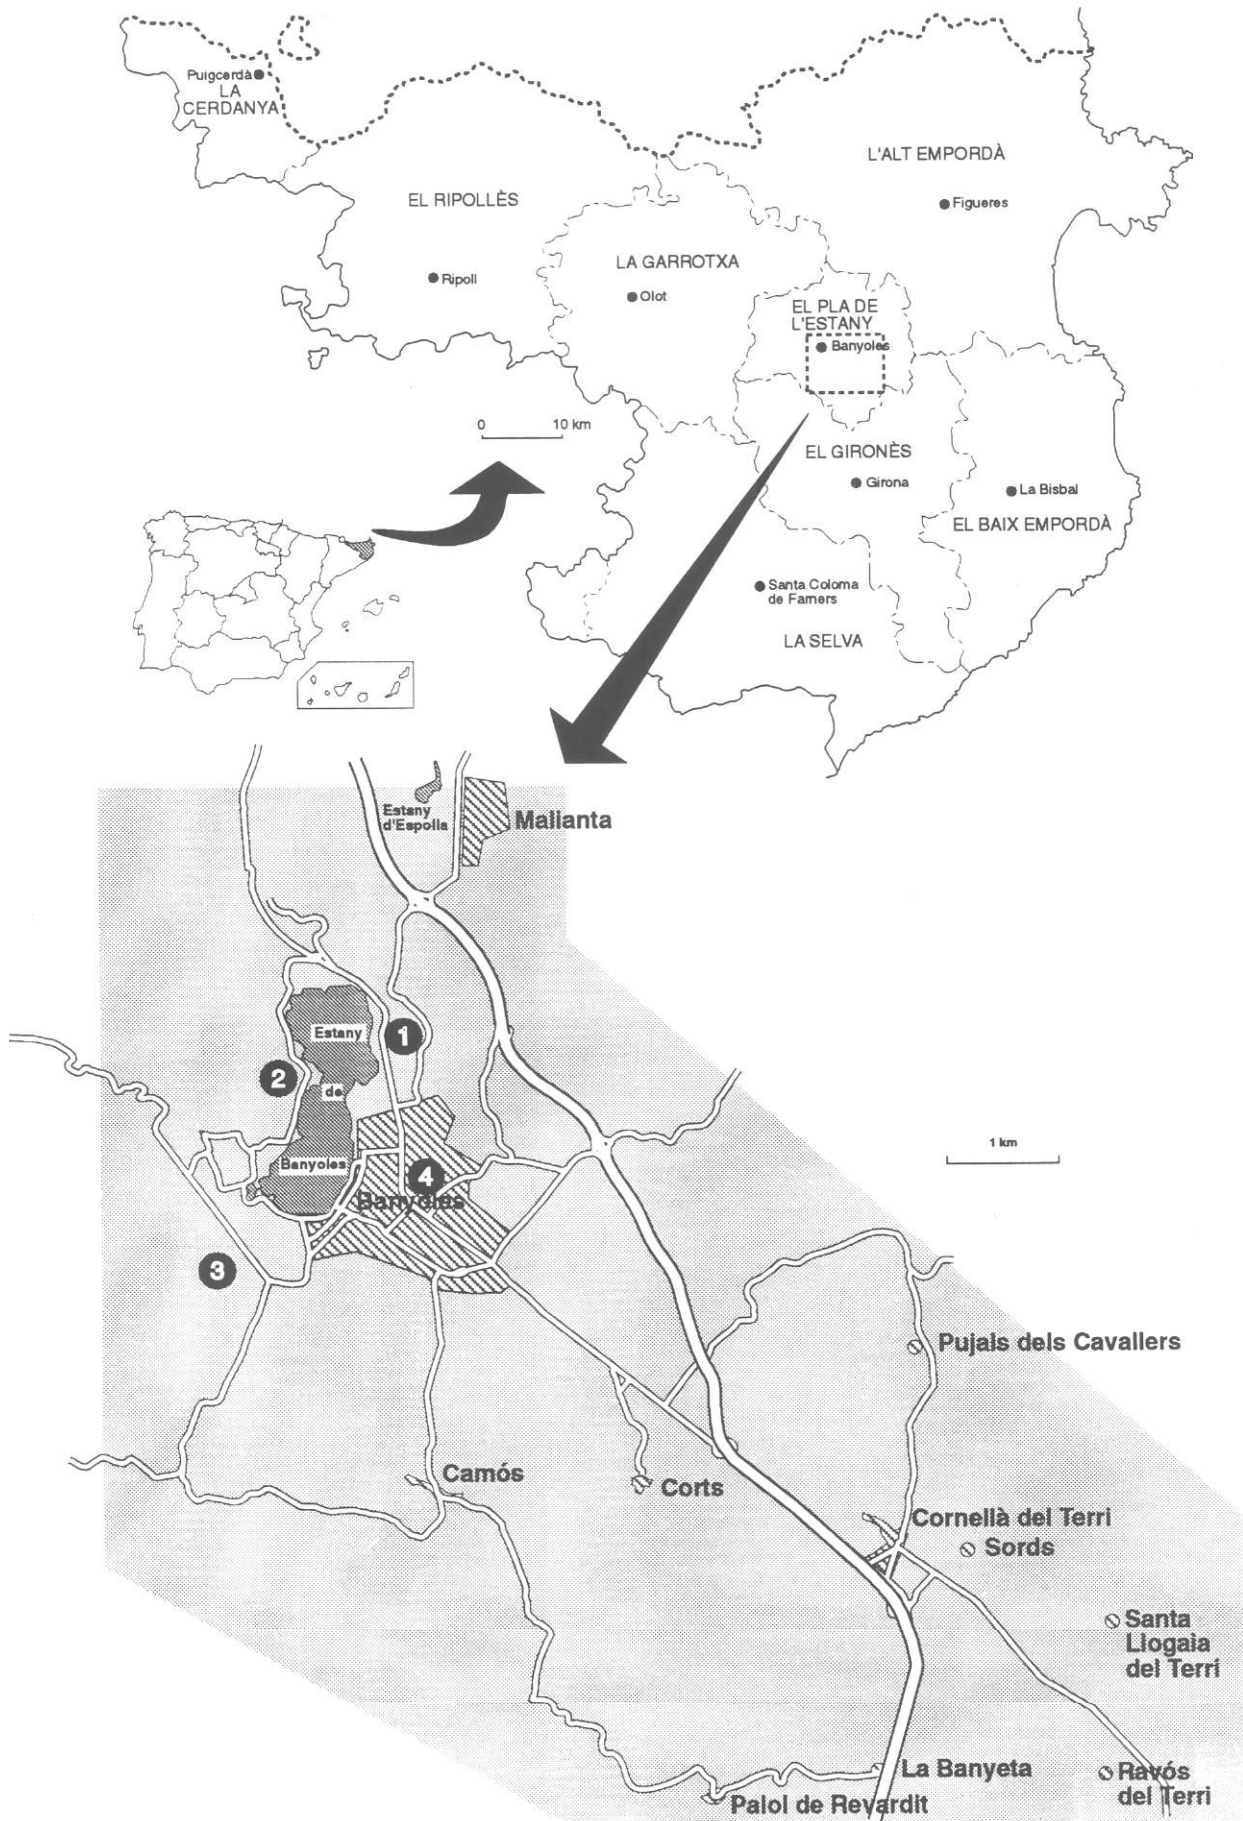 Puigcerdà
LA
CERDANYA
L'ALT EMPORDÀ
EL RIPOLLÈS
Figueres
LA GARROTXA
Ripoll
Olot
EL PLA DE
L'ESTANY
Banyoles
0 10 km
EL GIRONÈS
Girona
La Bisbal
EL BAIX EMPORDÀ
Santa Coloma
de Famers
LA SELVA
Estany
d'Espolla
Malianta
Estany
1
2
de
1 km
Banyoles
4
Banyoles
3
Pujals dels Cavallers
Camós
Corts
Cornellà del Terri
Sords
Santa
Llogaia
del Terri
La Banyeta
Ravós
del Terri
Palol de Revardit